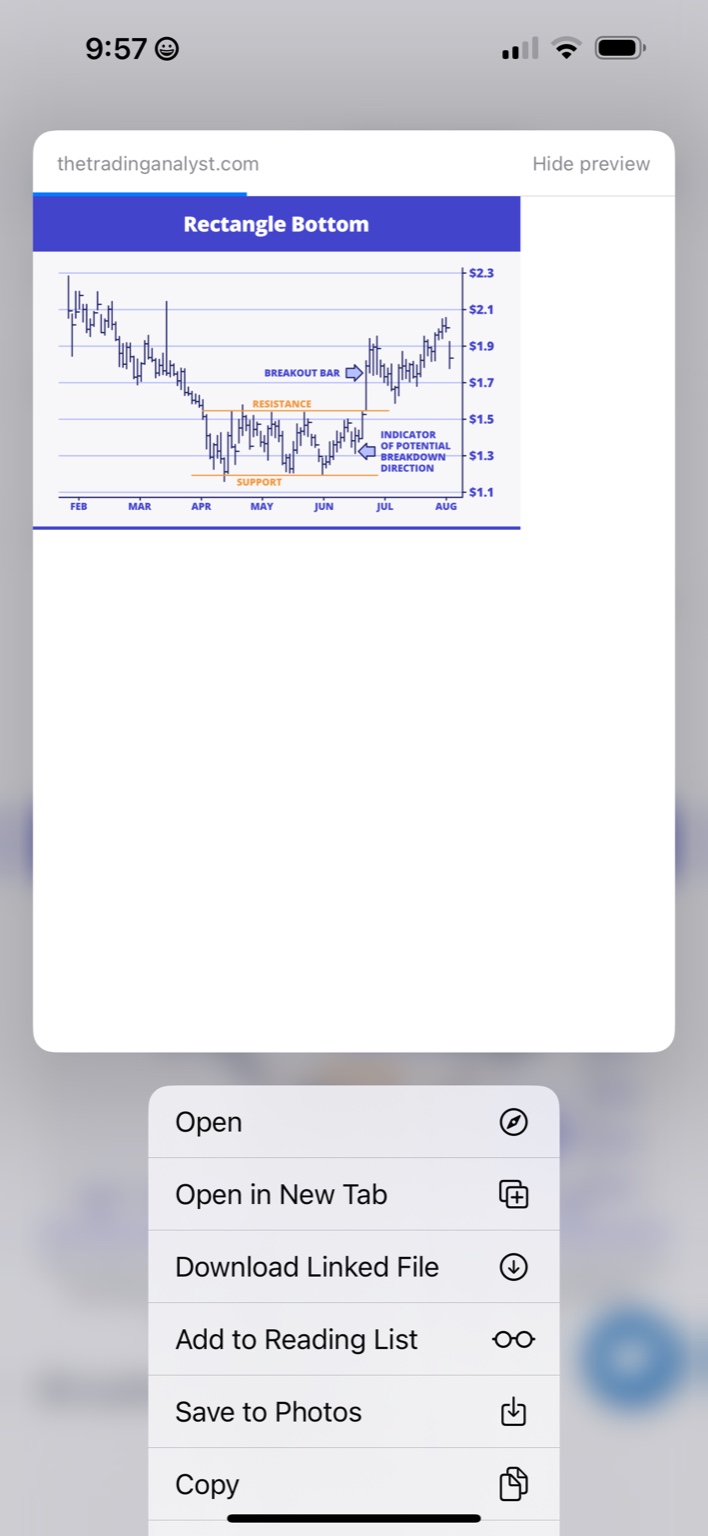 9:57
thetradinganalyst.com
Hide preview
Rectangle Bottom
$2.3
$2.1
$1.9
BREAKOUT BAR
$1.7
RESISTANCE
$1.5
INDICATOR
OF POTENTIAL
BREAKDOWN
DIRECTION
$1.3
SUPPORT
$1.1
FEB MAR APR MAY JUN JUL AUG
Open
Open in New Tab
Download Linked File
Add to Reading List
Save to Photos
Copy